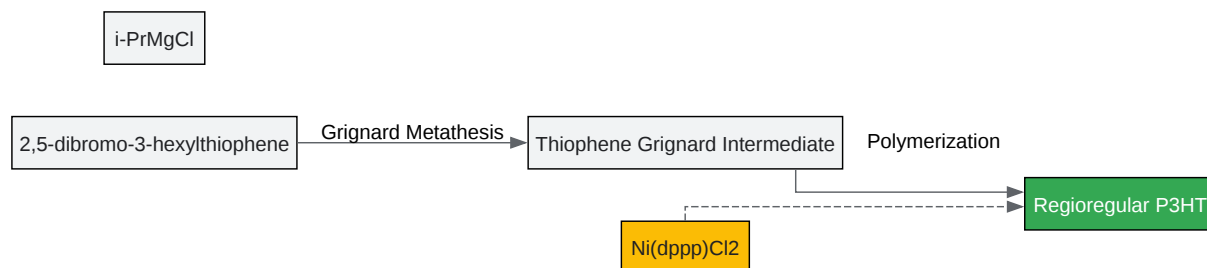 i-PrMgCl
2,5-dibromo-3-hexylthiophene
Grignard Metathesis
Thiophene Grignard Intermediate
Polymerization
Regioregular P3HT
Ni(dppp)Cl2